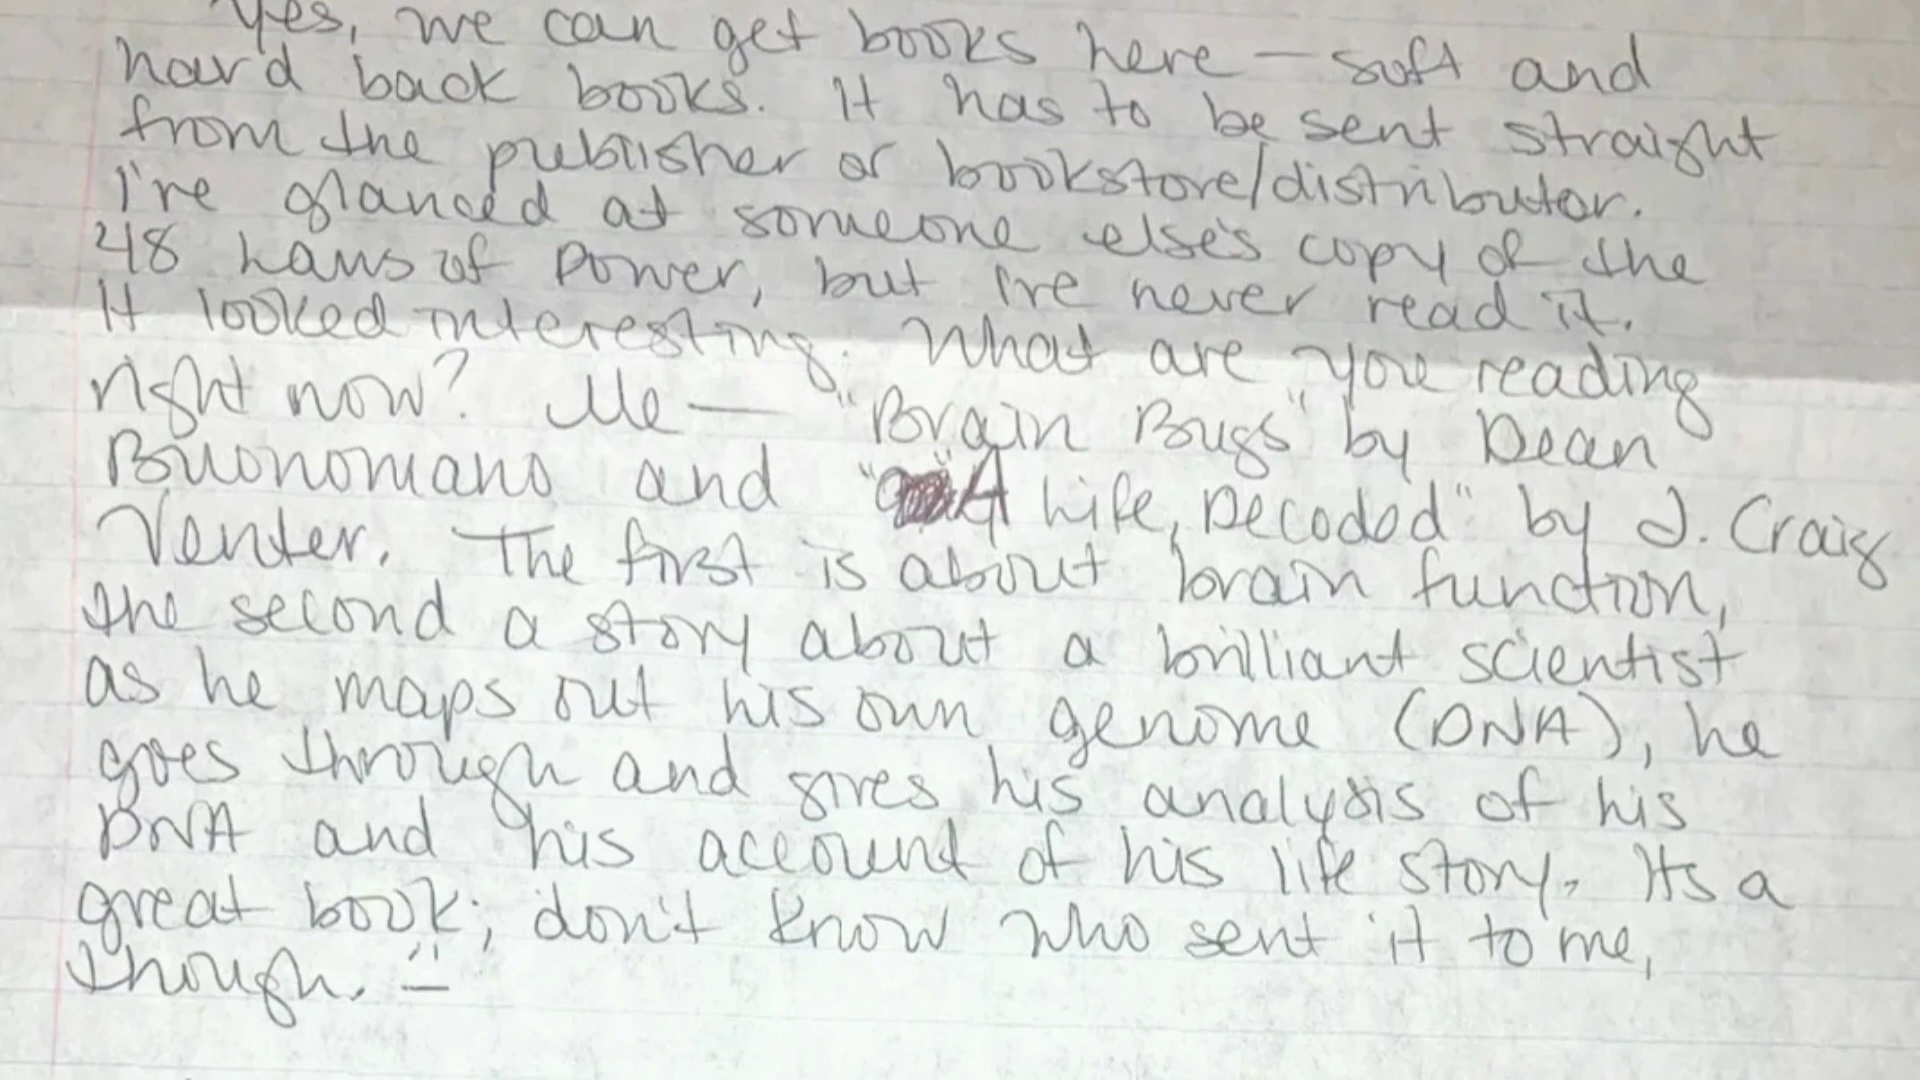 Yes, we can get books here — soft and
hard back books. It has to be sent straight
from the publisher or bookstore/distributor.
I've glanced at someone else's copy of the
48 Laws of Power, but I've never read it.
It looked interesting. What are you reading
right now? Me — "Brain Bugs" by Dean
Buonomano and "A Life, Decoded" by J. Craig
Venter. The first is about brain function,
the second a story about a brilliant scientist
as he maps out his own genome (DNA), he
goes through and gives his analysis of his
DNA and his account of his life story. Its a
great book; don't know who sent it to me,
though. :-